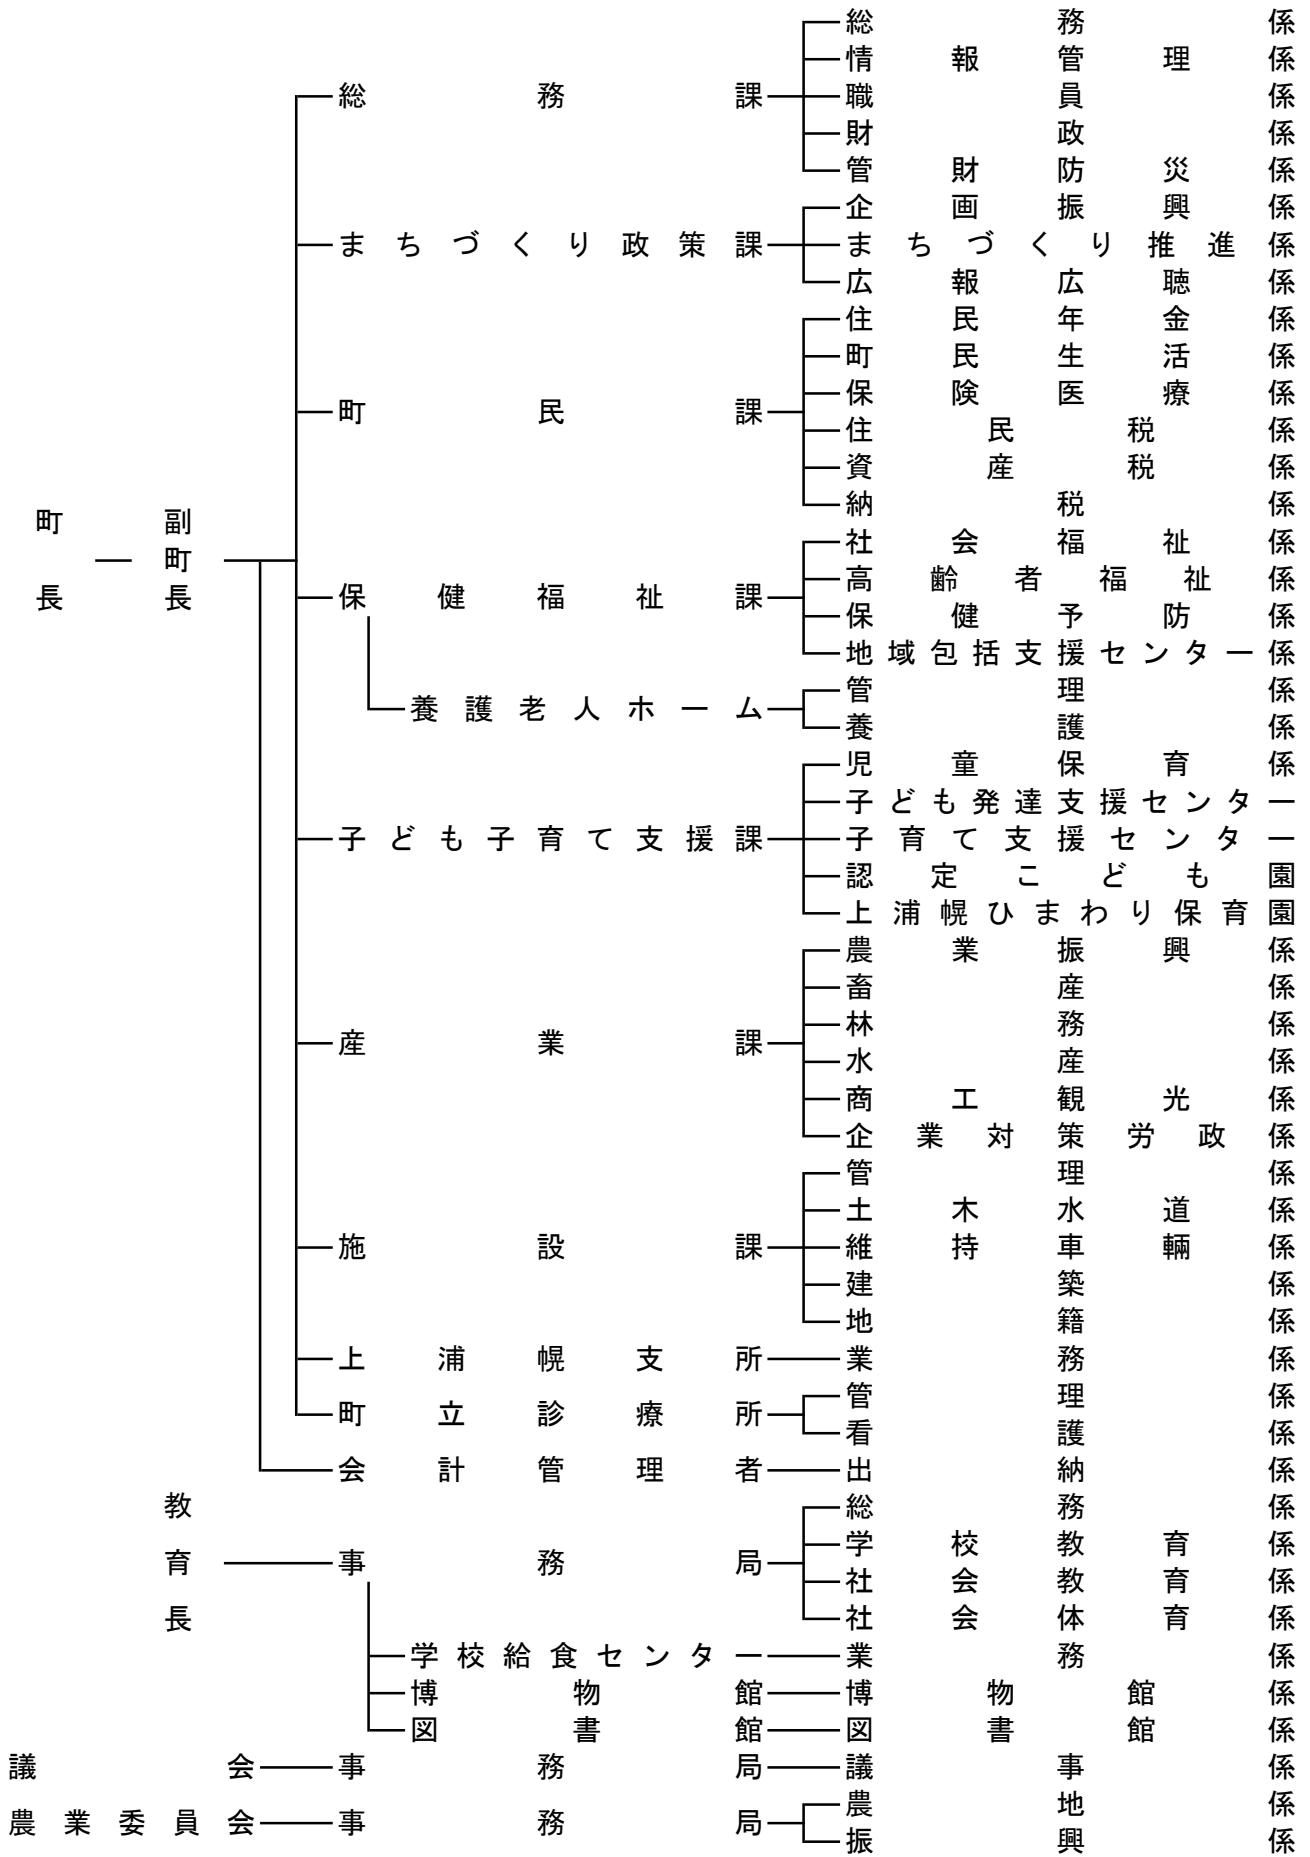 町長
副町長
総務課
総務係
情報管理係
職員係
財政係
管財防災係
まちづくり政策課
企画振興係
まちづくり推進係
広報広聴係
町民課
住民年金係
町民生活係
保険医療係
住民税係
資産税係
納税係
保健福祉課
社会福祉係
高齢者福祉係
保健予防係
地域包括支援センター係
養護老人ホーム
管理係
養護係
子ども子育て支援課
児童保育係
子ども発達支援センター
子育て支援センター
認定こども園
上浦幌ひまわり保育園
産業課
農業振興係
畜産係
林務係
水産係
商工観光係
企業対策労政係
施設課
管理係
土木水道係
維持車輛係
建築係
地籍係
上浦幌支所
業務係
町立診療所
管理係
看護係
会計管理者
出納係
教育長
事務局
総務係
学校教育係
社会教育係
社会体育係
学校給食センター
業務係
博物館
博物館係
図書館
図書館係
議会
事務局
議事係
農業委員会
事務局
農地係
振興係